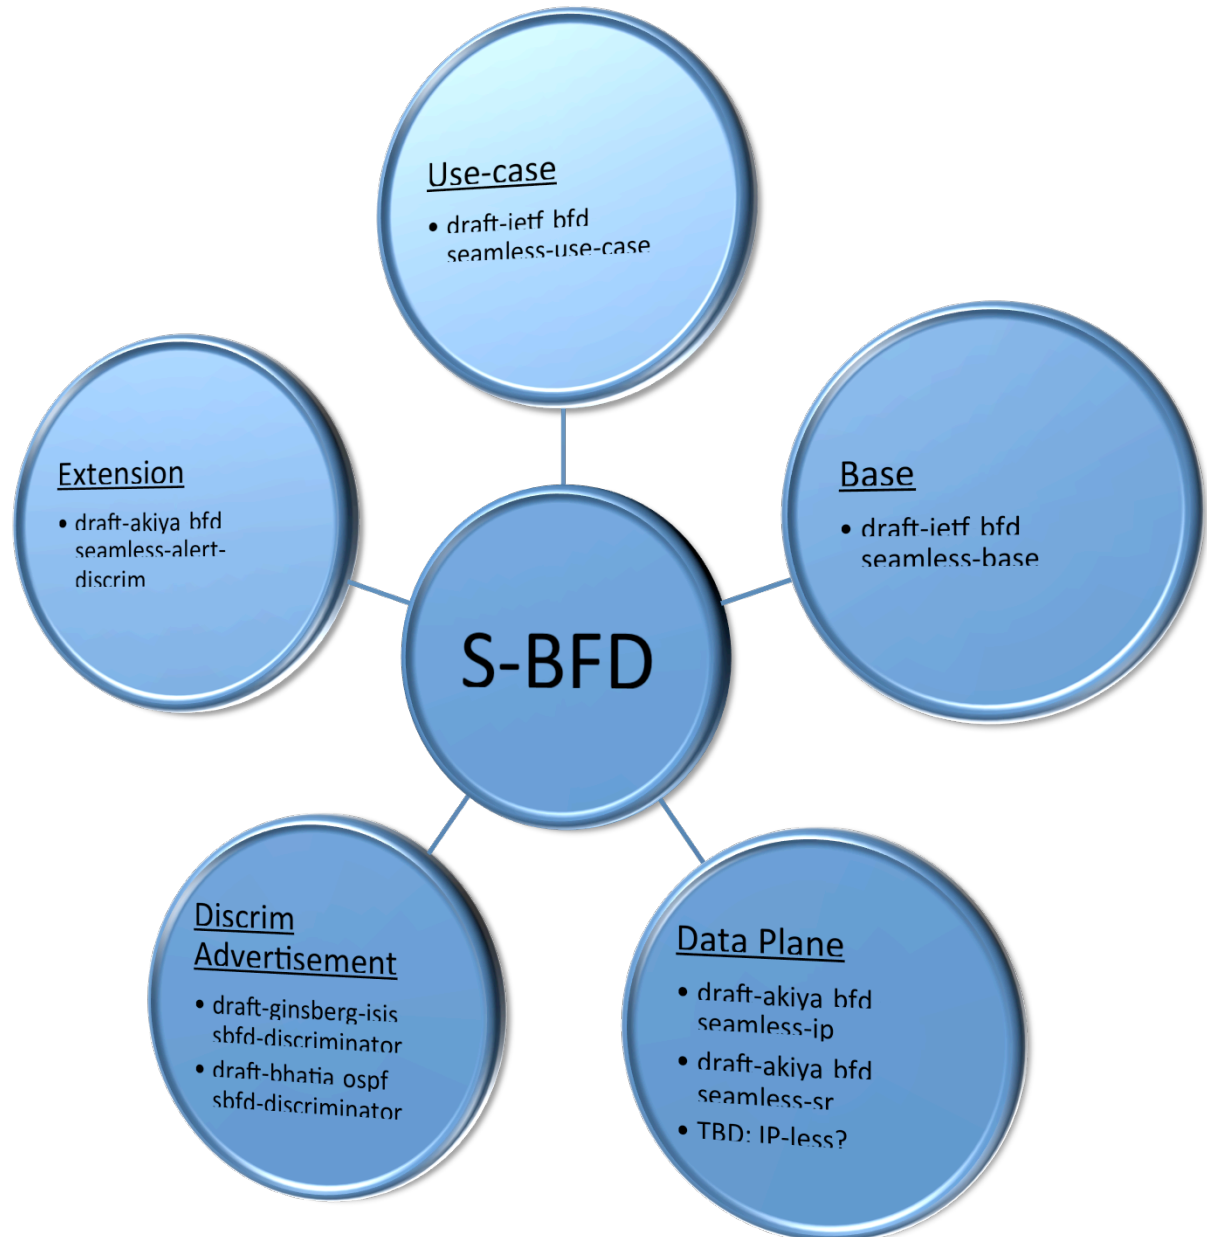 Use-case
• draft-ietf bfd
seamless-use-case
Extension
• draft-akiya bfd
seamless-alert-
discrim
Base
• draft-ietf bfd
seamless-base
S-BFD
Discrim
Advertisement
• draft-ginsberg-isis
sbfd-discriminator
• draft-bhatia ospf
sbfd-discriminator
Data Plane
• draft-akiya bfd
seamless-ip
• draft-akiya bfd
seamless-sr
• TBD: IP-less?